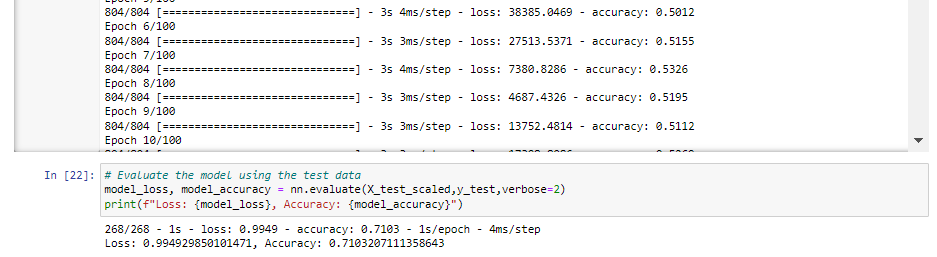 804/804 [==============================] - 3s 4ms/step - loss: 38385.0469 - accuracy: 0.5012
Epoch 6/100
804/804 [==============================] - 3s 3ms/step - loss: 27513.5371 - accuracy: 0.5155
Epoch 7/100
804/804 [==============================] - 3s 4ms/step - loss: 7380.8286 - accuracy: 0.5326
Epoch 8/100
804/804 [==============================] - 3s 3ms/step - loss: 4687.4326 - accuracy: 0.5195
Epoch 9/100
804/804 [==============================] - 3s 3ms/step - loss: 13752.4814 - accuracy: 0.5112
Epoch 10/100
In [22]: # Evaluate the model using the test data
model_loss, model_accuracy = nn.evaluate(X_test_scaled,y_test,verbose=2)
print(f"Loss: {model_loss}, Accuracy: {model_accuracy}")
268/268 - 1s - loss: 0.9949 - accuracy: 0.7103 - 1s/epoch - 4ms/step
Loss: 0.994929850101471, Accuracy: 0.7103207111358643